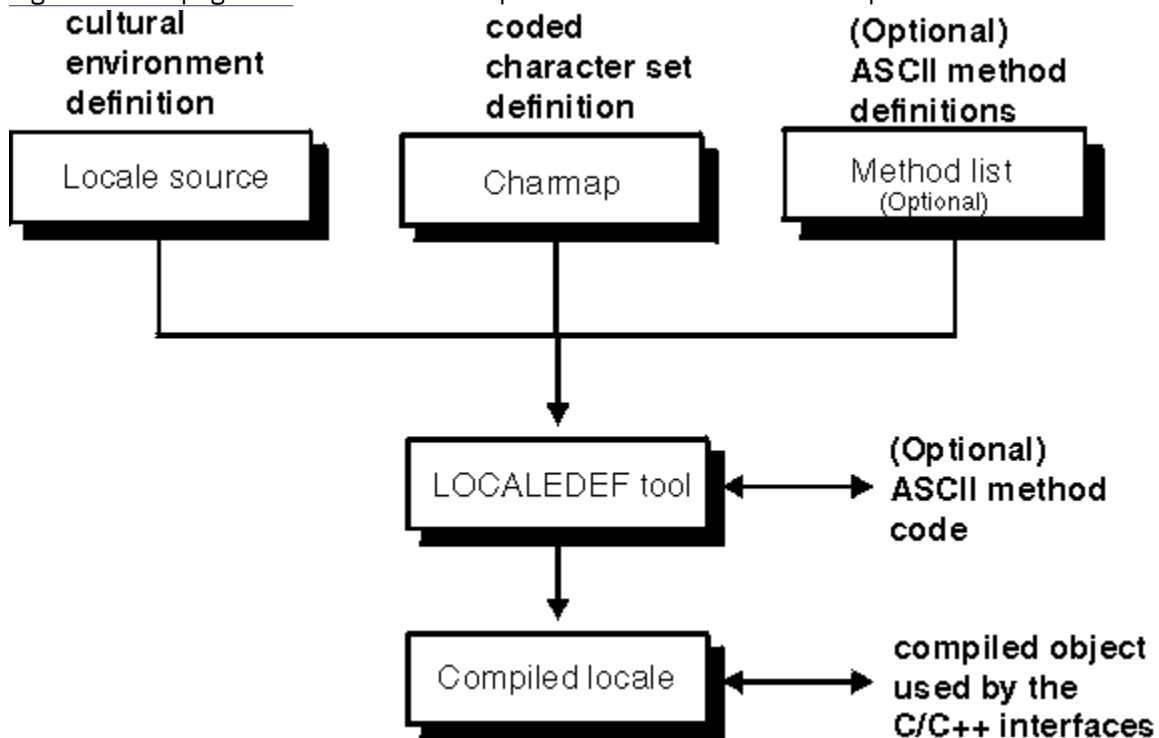 cultural
environment
definition
coded
character set
definition
(Optional)
ASCII method
definitions
Locale source
Charmap
Method list
(Optional)
LOCALEDEF tool
(Optional)
ASCII method
code
Compiled locale
compiled object
used by the
C/C++ interfaces